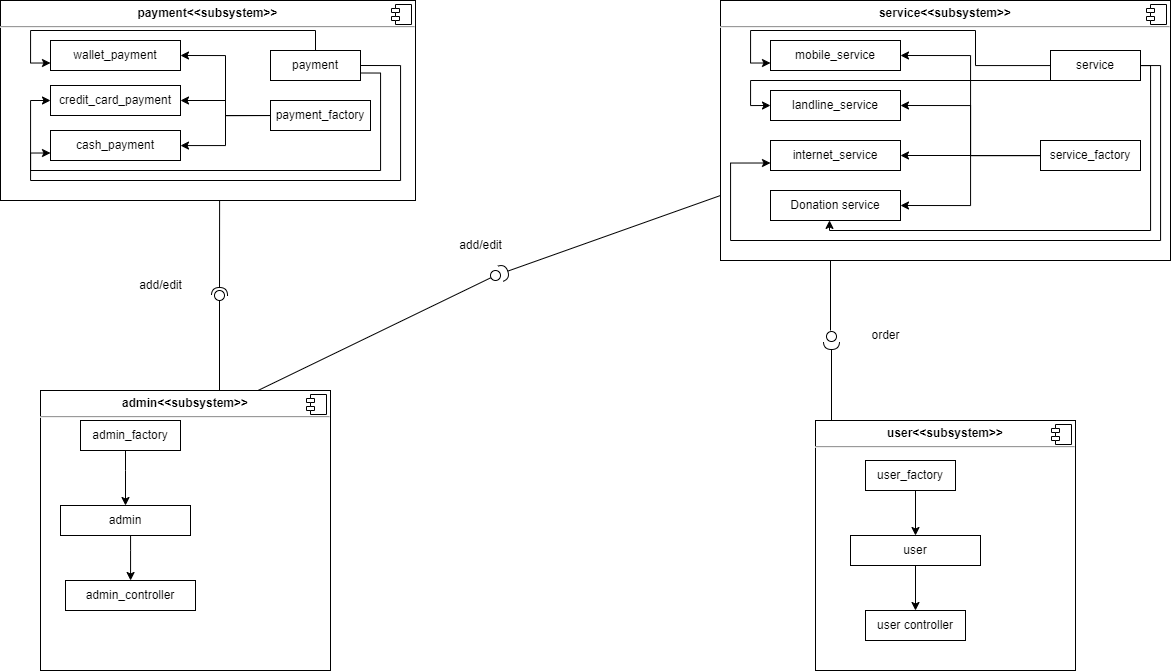 payment<<subsystem>>
wallet_payment
payment
credit_card_payment
payment_factory
cash_payment
service<<subsystem>>
mobile_service
service
landline_service
internet_service
service_factory
Donation service
add/edit
add/edit
order
admin<<subsystem>>
admin_factory
admin
admin_controller
user<<subsystem>>
user_factory
user
user controller